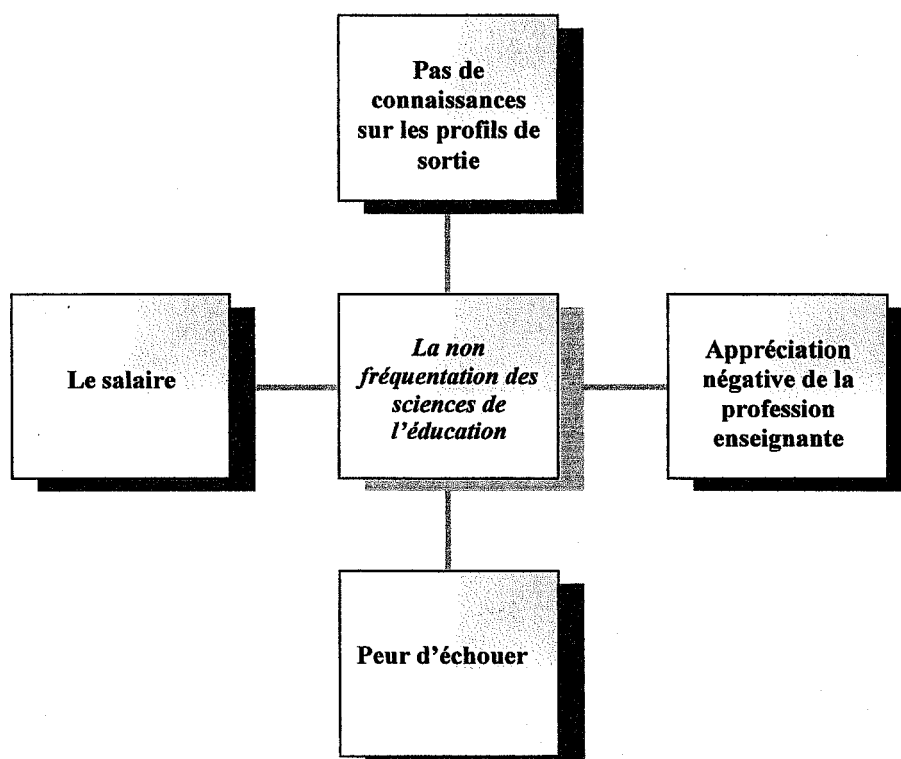 Pas de
connaissances
sur les profils de
sortie
Le salaire
La non
fréquentation des
sciences de
l'éducation
Appréciation
négative de la
profession
enseignante
Peur d'échouer